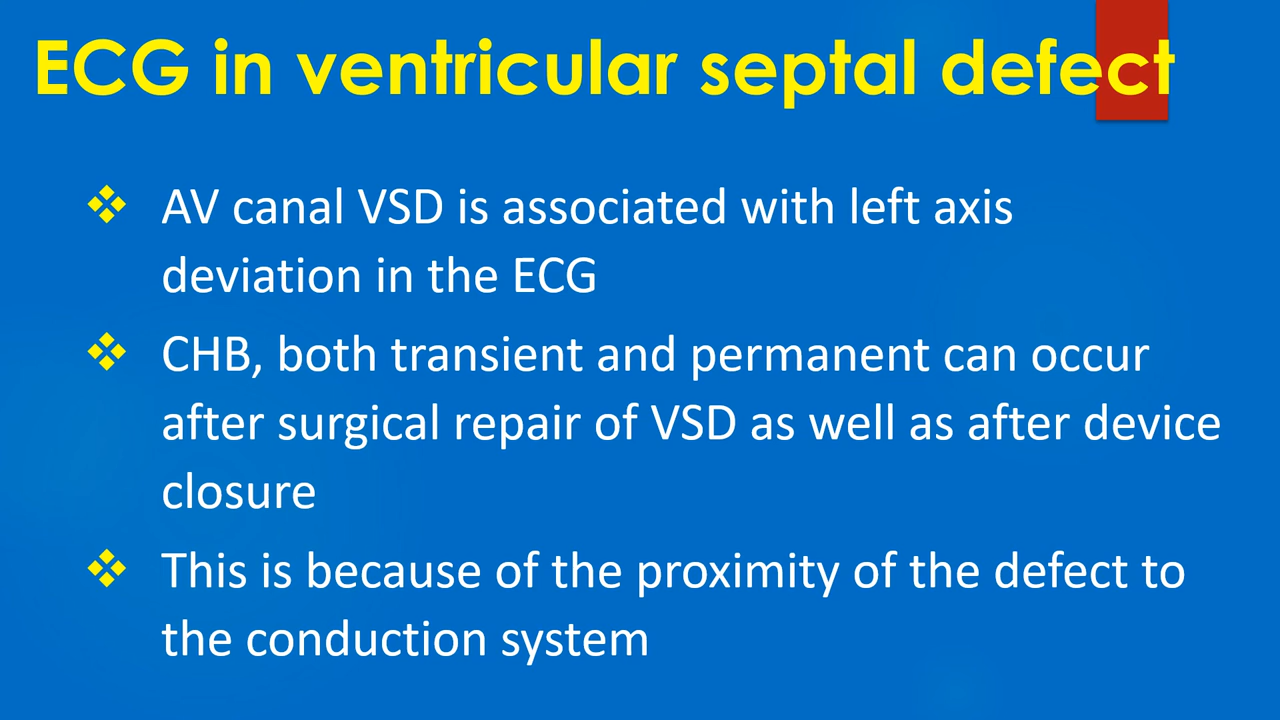 ECG in ventricular septal defect
❖ AV canal VSD is associated with left axis
deviation in the ECG
❖ CHB, both transient and permanent can occur
after surgical repair of VSD as well as after device
closure
❖ This is because of the proximity of the defect to
the conduction system